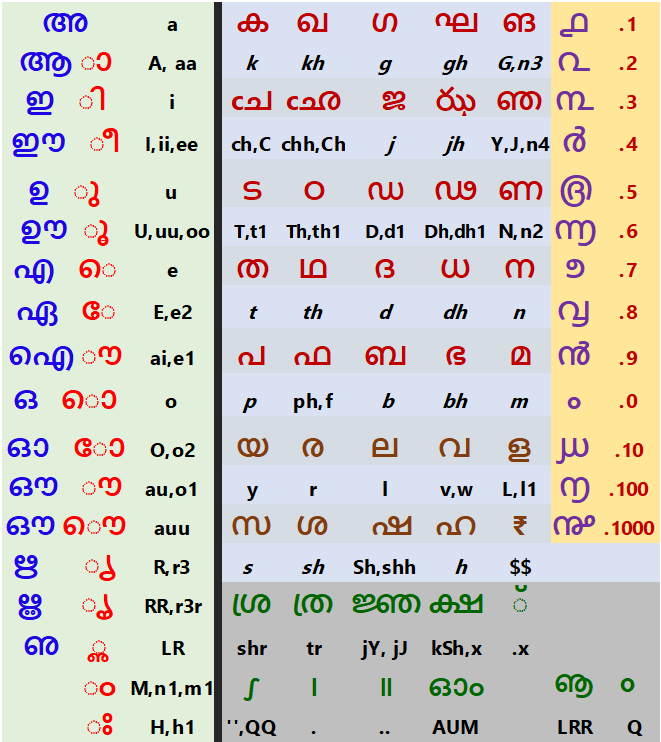 അ a ക ഖ ഗ ഘ ങ ൧ .1
ആ ാ A, aa k kh g gh G,n3 ൨ .2
ഇ ി i ച ഛ ജ ഝ ഞ ൩ .3
ഈ ീ I,ii,ee ch,C chh,Ch j jh Y,J,n4 ൪ .4
ഉ ു u ട ഠ ഡ ഢ ണ ൫ .5
ഊ ൂ U,uu,oo T,t1 Th,th1 D,d1 Dh,dh1 N,n2 ൬ .6
എ െ e ത ഥ ദ ധ ന ൭ .7
ഏ േ E,e2 t th d dh n ൮ .8
ഐ ൗ ai,e1 പ ഫ ബ ഭ മ ൯ .9
ഒ ൊ o p ph,f b bh m ൦ .0
ഓ ോ O,o2 യ ര ല വ ള ൰ .10
ഔ ൗ au,o1 y r l v,w L,l1 ൱ .100
ഔ ൌ auu സ ശ ഷ ഹ ₹ ൲ .1000
ഋ ൃ R,r3 s sh Sh,shh h $$
ൠ ൄ RR,r3r ശ്ര ത്ര ജ്ഞ ക്ഷ ്
ഌ ൢ LR shr tr jY, jJ kSh,x .x
ം M,n1,m1 ഽ । ॥ ഓം ൡ ം
ഃ H,h1 '',QQ . .. AUM LRR Q